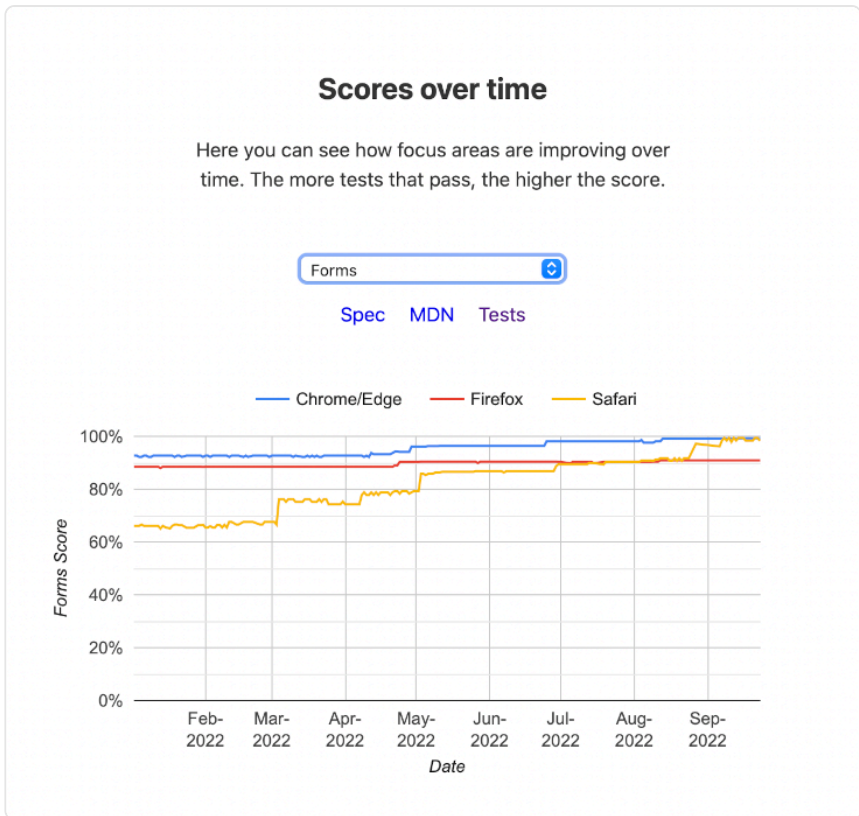 Scores over time
Here you can see how focus areas are improving over
time. The more tests that pass, the higher the score.
Forms
Spec MDN Tests
Chrome/Edge Firefox Safari
100%
80%
60%
40%
20%
0%
Forms Score
Feb- Mar- Apr- May- Jun- Jul- Aug- Sep-
2022 2022 2022 2022 2022 2022 2022 2022
Date